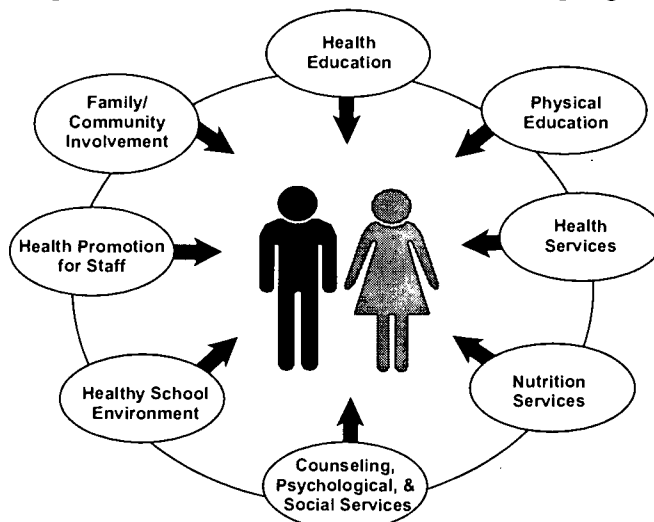 Health
Education
Family/
Community
Involvement
Physical
Education
Health Promotion
for Staff
Health
Services
Healthy School
Environment
Nutrition
Services
Counseling,
Psychological, &
Social Services